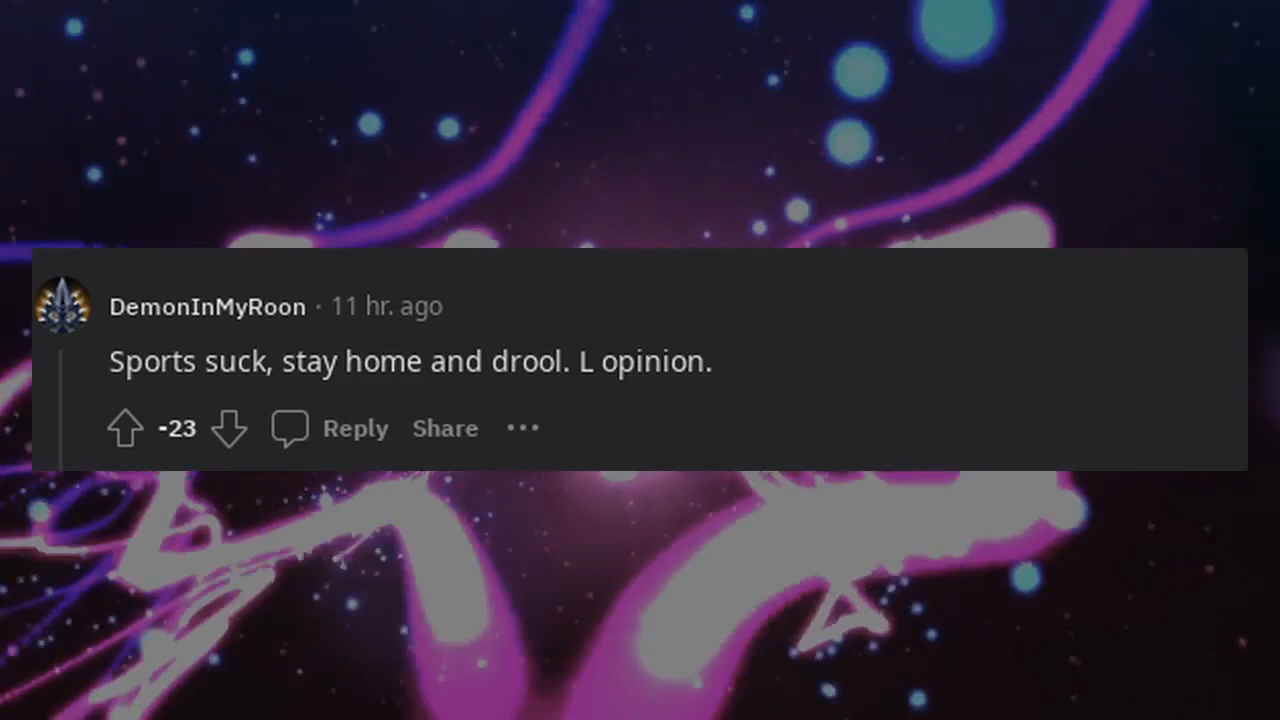 DemonInMyRoon · 11 hr. ago
Sports suck, stay home and drool. L opinion.
-23 Reply Share ···